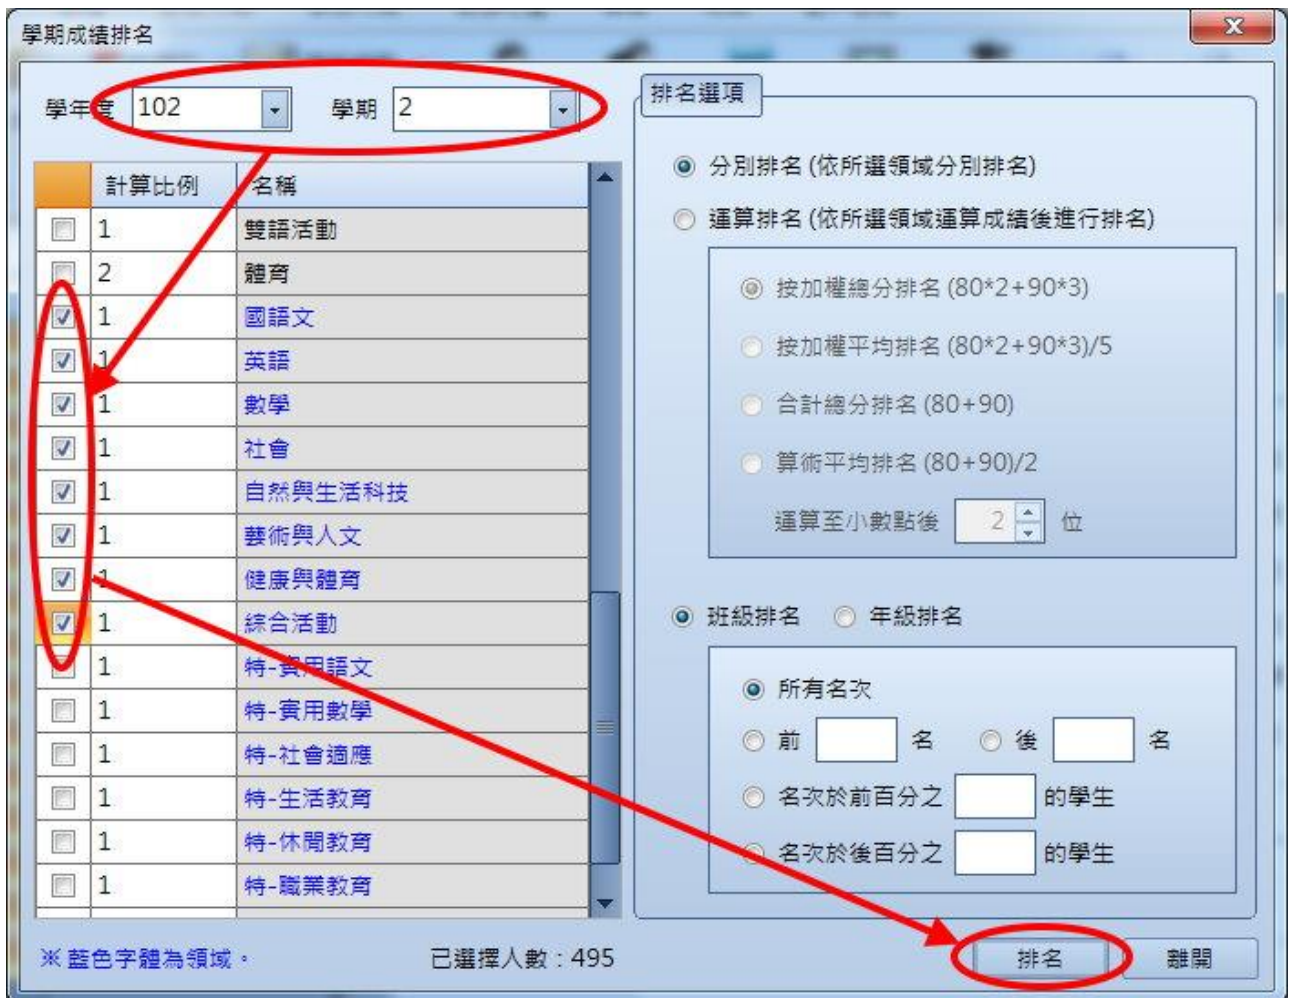 學期成績排名
學年度 102 學期 2
計算比例 名稱
1 雙語活動
2 體育
1 國語文
1 英語
1 數學
1 社會
1 自然與生活科技
1 藝術與人文
1 健康與體育
1 綜合活動
1 特-實用語文
1 特-實用數學
1 特-社會適應
1 特-生活教育
1 特-休閒教育
1 特-職業教育
※藍色字體為領域。 已選擇人數：495
排名選項
分別排名(依所選領域分別排名)
運算排名(依所選領域運算成績後進行排名)
按加權總分排名(80*2+90*3)
按加權平均排名(80*2+90*3)/5
合計總分排名(80+90)
算術平均排名(80+90)/2
運算至小數點後 2 位
班級排名 年級排名
所有名次
前 名 後 名
名次於前百分之 的學生
名次於後百分之 的學生
排名 離開